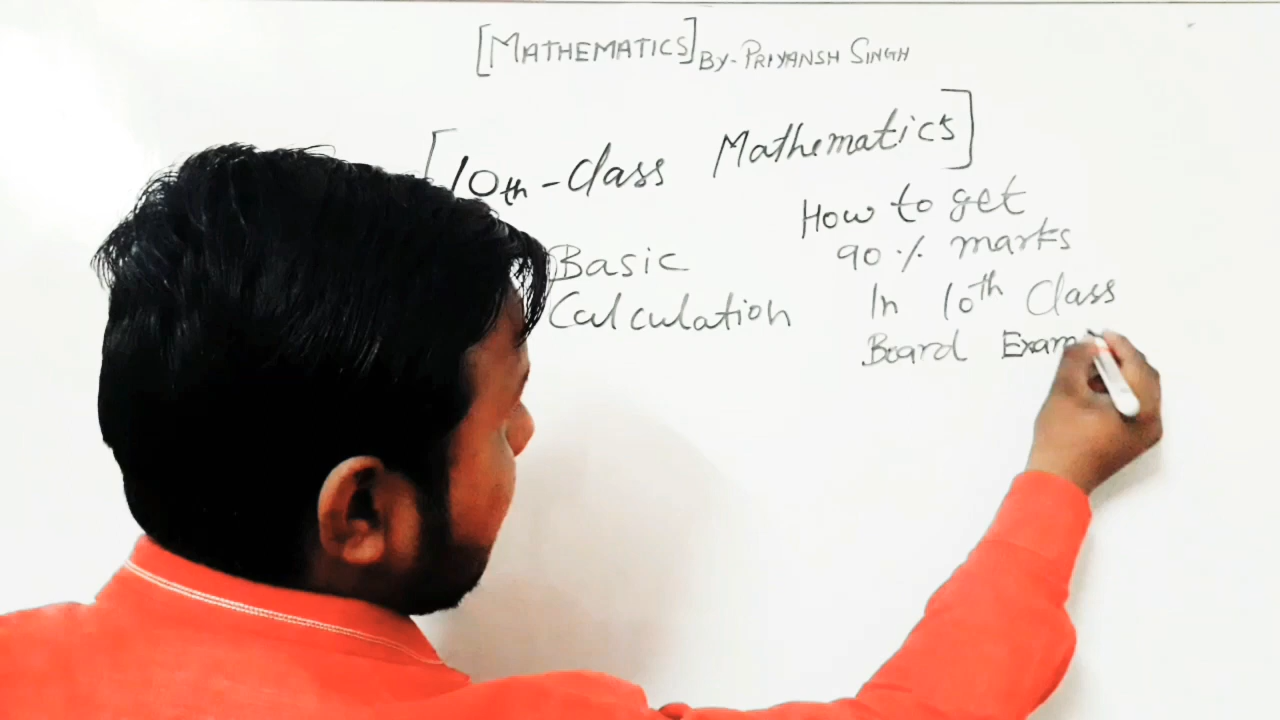 [MATHEMATICS] BY-PRIYANSH SINGH
[10th-Class Mathematics]
Basic
Calculation
How to get
90% marks
In 10th Class
Board Exam